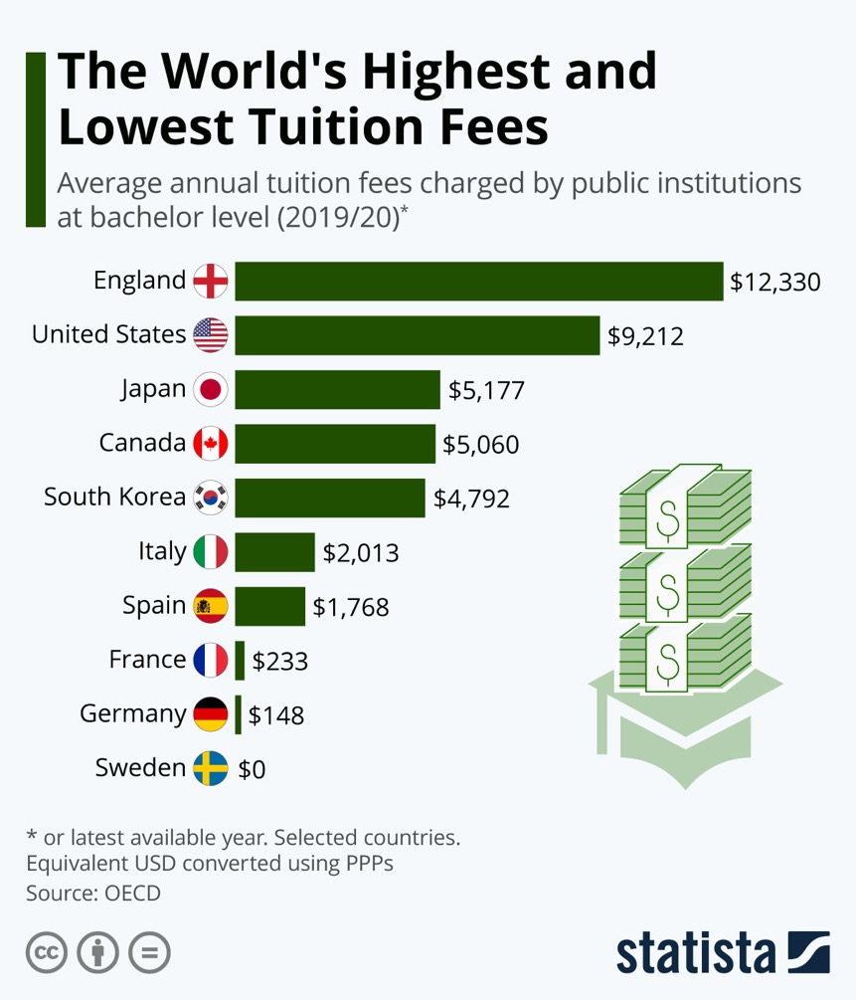 The World's Highest and
Lowest Tuition Fees
Average annual tuition fees charged by public institutions
at bachelor level (2019/20)*
England $12,330
United States $9,212
Japan $5,177
Canada $5,060
South Korea $4,792
Italy $2,013
Spain $1,768
France $233
Germany $148
Sweden $0
$
$
$
* or latest available year. Selected countries.
Equivalent USD converted using PPPs
Source: OECD
cc =
statista